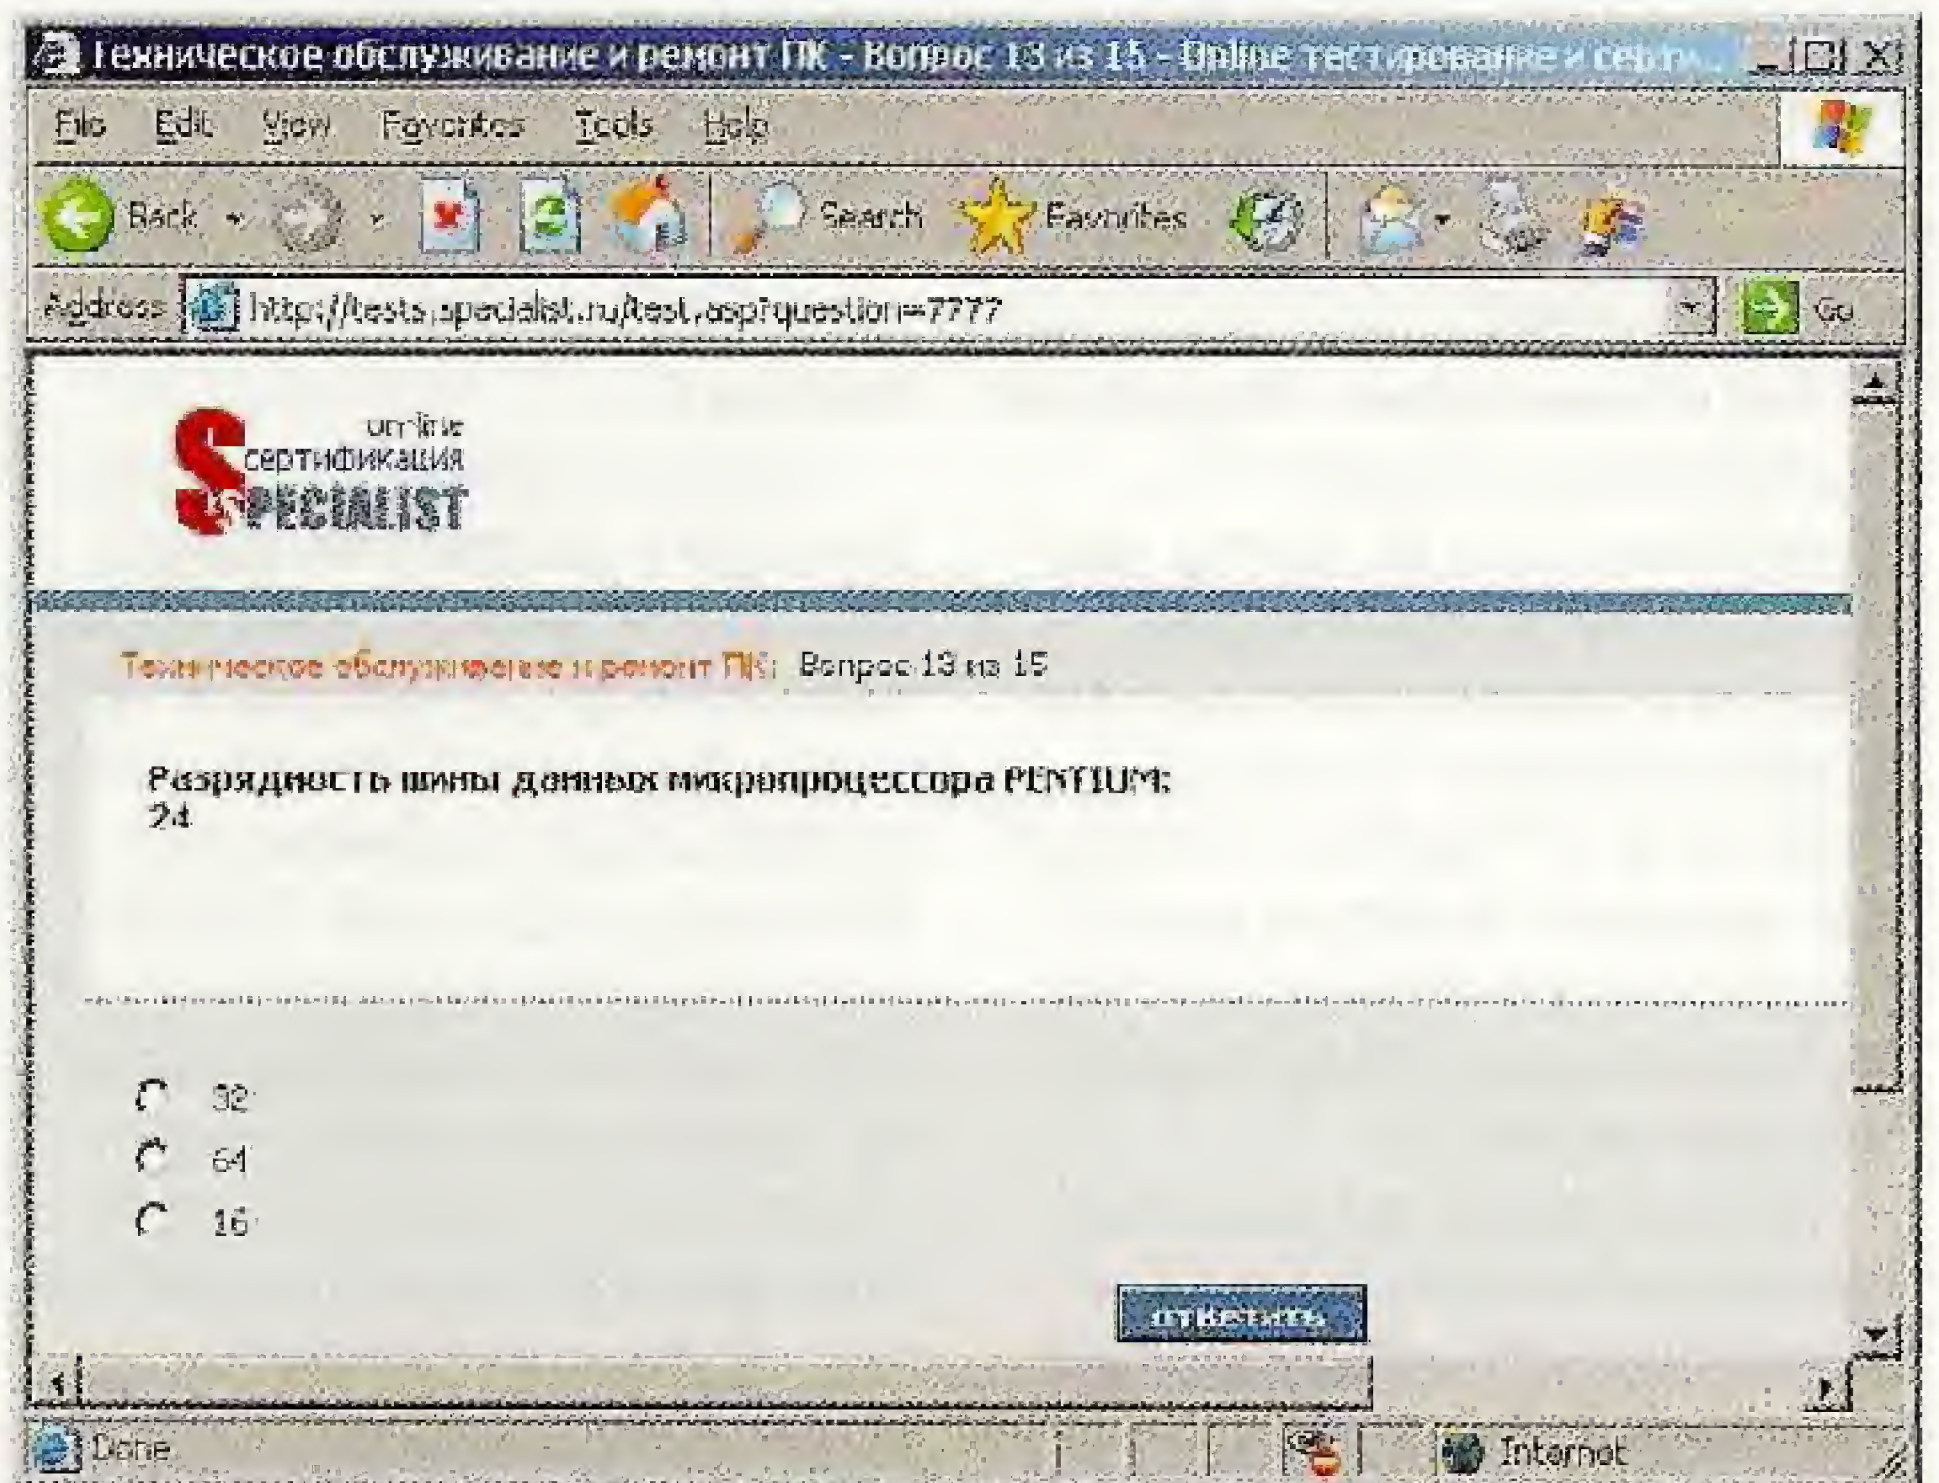 Техническое обслуживание и ремонт ПК - Вопрос 13 из 15 - Online тестирование и
File Edit View Favorites Tools Help
Back Search Favorites
Address http://tests.specialist.ru/test.asp?question=7777 Go
on-line
сертификация
SPECIALIST
Техническое обслуживание и ремонт ПК: Вопрос 13 из 15
Разрядность шины данных микропроцессора PENTIUM:
24
32
64
16
ответить
Done Internet